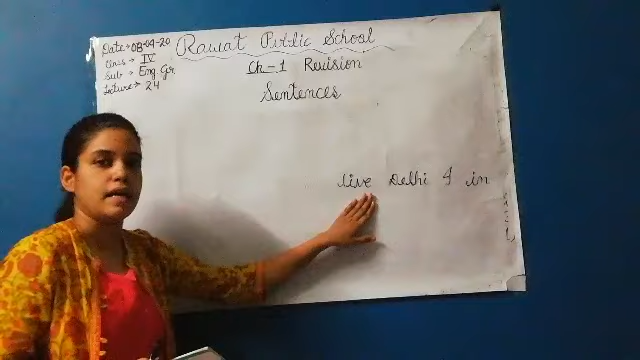 Date → 08-09-20
Class → IV
Sub → Eng. Gr
Lecture → 24
Rawat Public School
Ch-1 Revision
Sentences
live Delhi I in